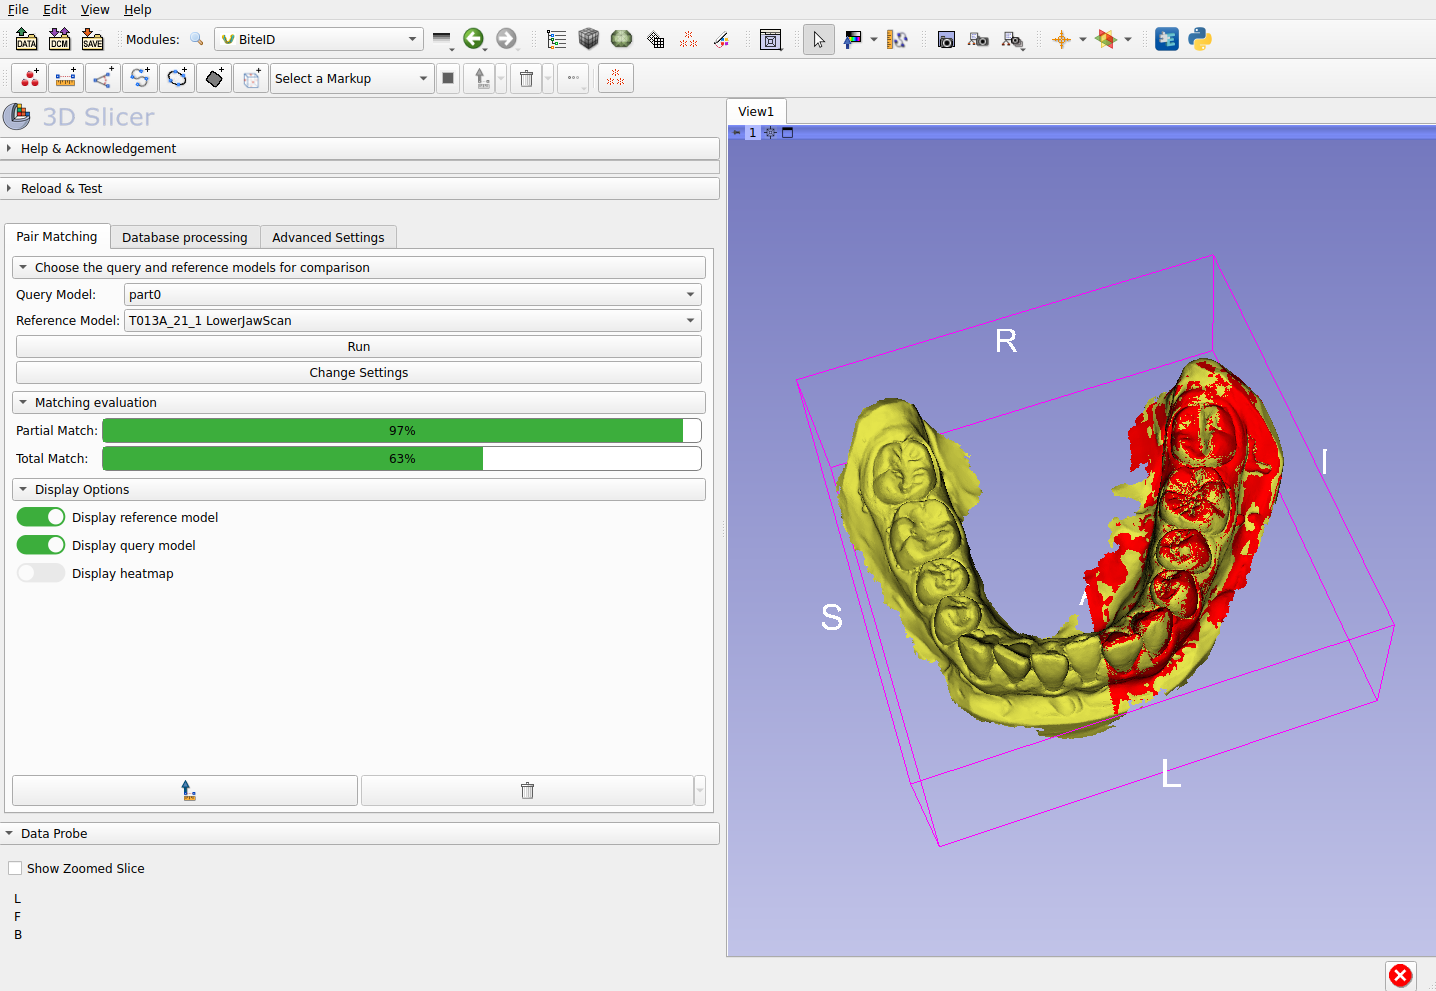 File Edit View Help
DATA DCM SAVE Modules: BiteID
Select a Markup
3D Slicer
Help & Acknowledgement
Reload & Test
Pair Matching Database processing Advanced Settings
Choose the query and reference models for comparison
Query Model: part0
Reference Model: T013A_21_1 LowerJawScan
Run
Change Settings
Matching evaluation
Partial Match: 97%
Total Match: 63%
Display Options
Display reference model
Display query model
Display heatmap
Data Probe
Show Zoomed Slice
L
F
B
View1
1
R
I
S
L